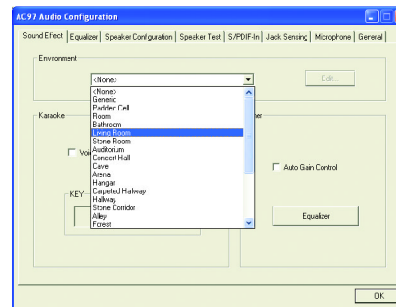 AC97 Audio Configuration
Sound Effect Equalizer Speaker Configuration Speaker Test S/PDIF-In Jack Sensing Microphone General
Environment
<None>
Edit...
<None>
Generic
Padded Cell
Room
Bathroom
Living Room
Stone Room
Auditorium
Concert Hall
Cave
Arena
Hangar
Carpeted Hallway
Hallway
Stone Corridor
Alley
Forest
Karaoke
Auto Gain Control
KEY
Equalizer
OK